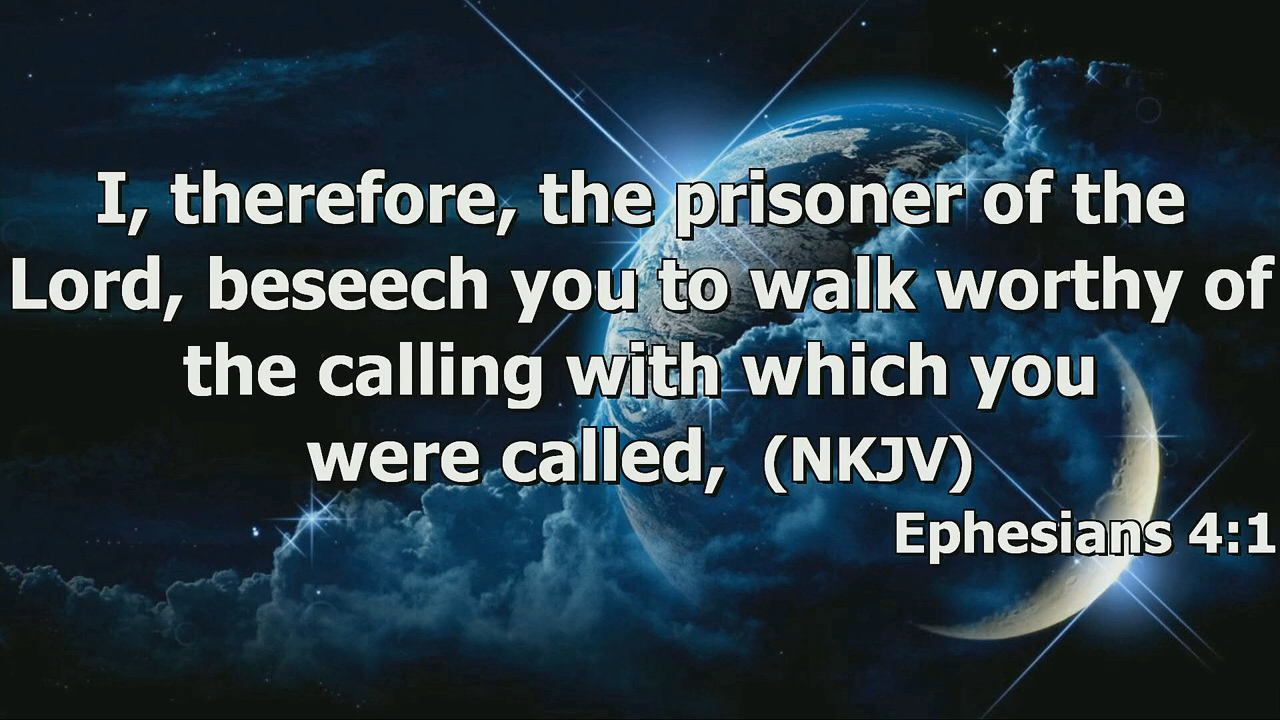 I, therefore, the prisoner of the
Lord, beseech you to walk worthy of
the calling with which you
were called, (NKJV)
Ephesians 4:1